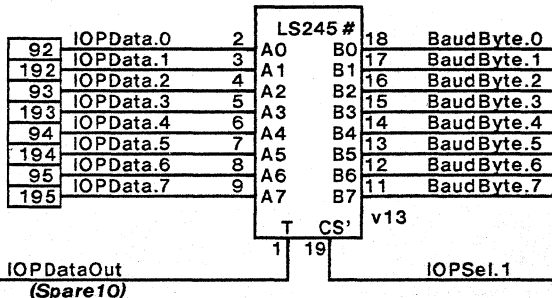 LS245 #
92 IOPData.0 2 A0 B0 18 BaudByte.0
192 IOPData.1 3 A1 B1 17 BaudByte.1
93 IOPData.2 4 A2 B2 16 BaudByte.2
193 IOPData.3 5 A3 B3 15 BaudByte.3
94 IOPData.4 6 A4 B4 14 BaudByte.4
194 IOPData.5 7 A5 B5 13 BaudByte.5
95 IOPData.6 8 A6 B6 12 BaudByte.6
195 IOPData.7 9 A7 B7 11 BaudByte.7
v13
T CS'
1 19
IOPDataOut IOPSel.1
(Spare10)